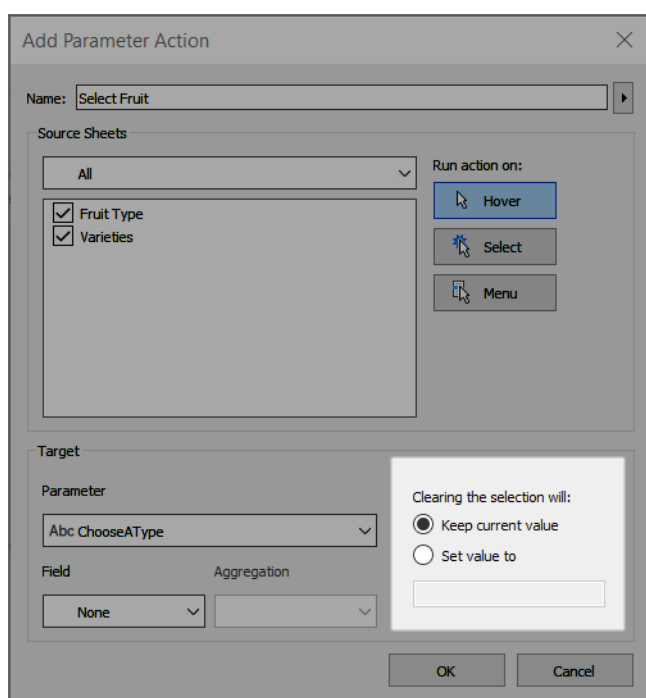 Add Parameter Action
Name: Select Fruit
Source Sheets
All
Fruit Type
Varieties
Run action on:
Hover
Select
Menu
Target
Parameter
Abc ChooseAType
Field
Aggregation
None
Clearing the selection will:
Keep current value
Set value to
OK
Cancel